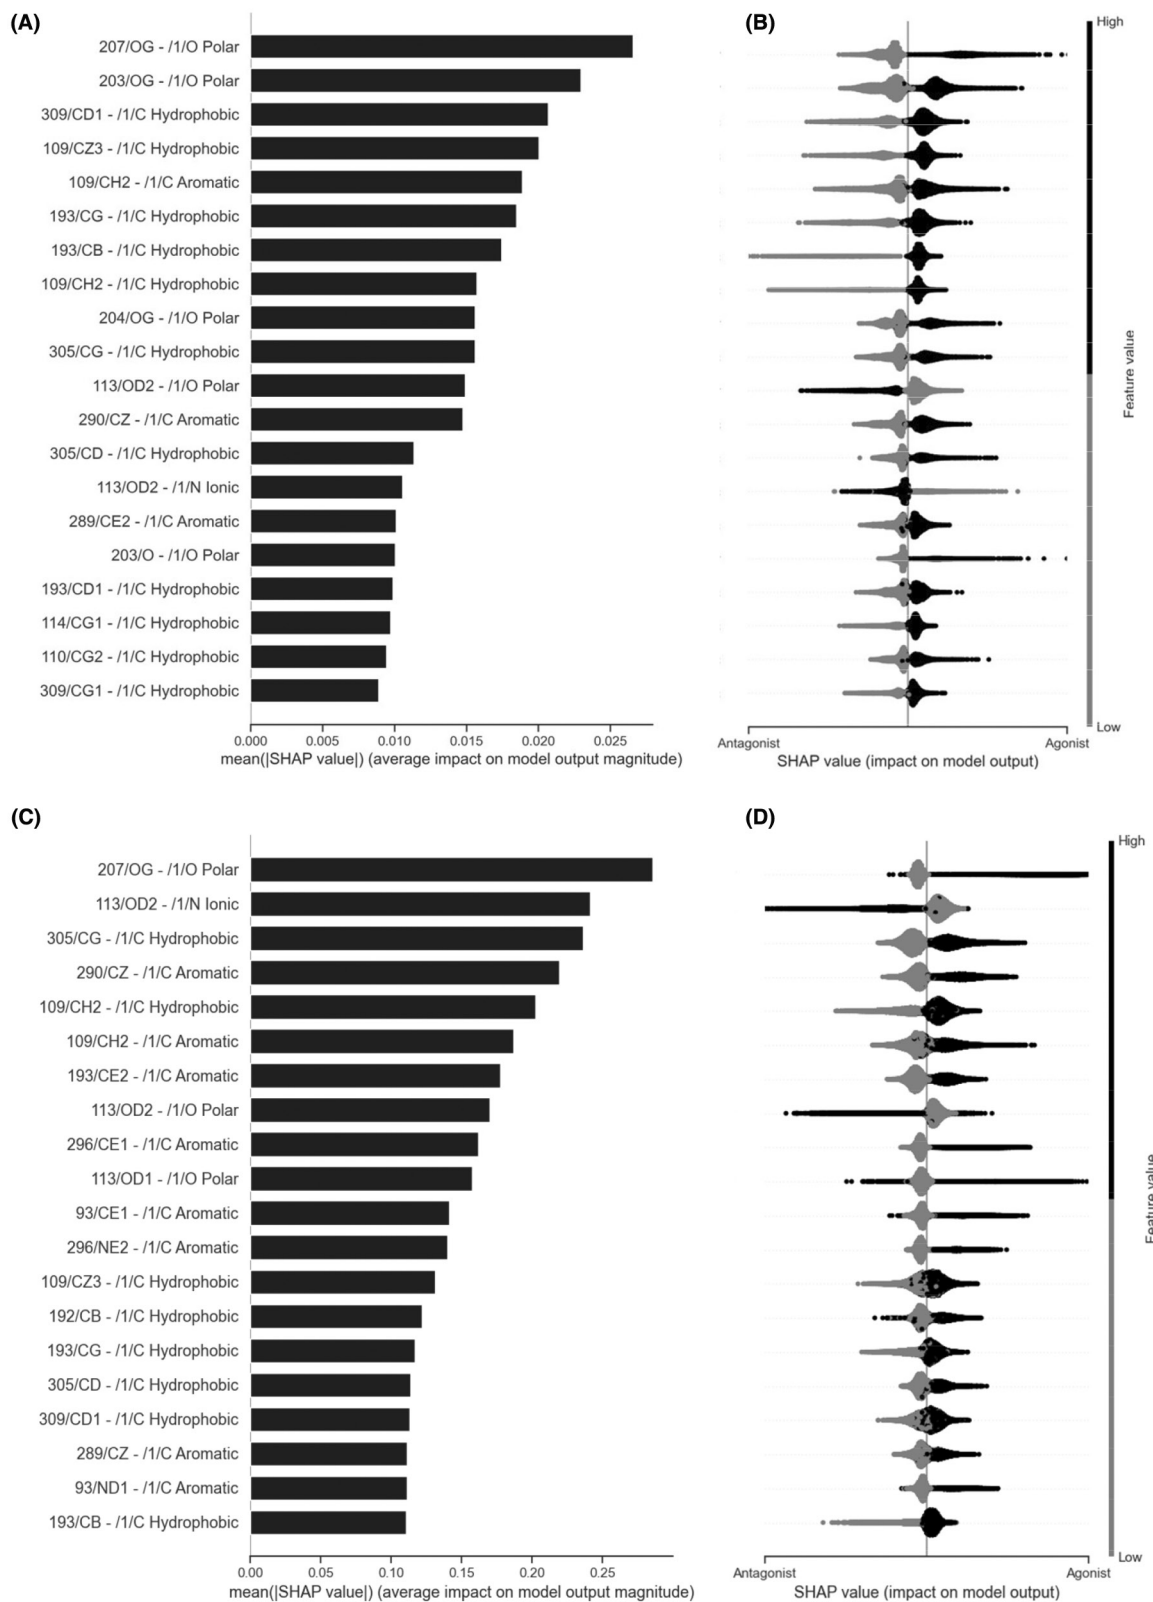 (A)
207/OG - /1/O Polar
203/OG - /1/O Polar
309/CD1 - /1/C Hydrophobic
109/CZ3 - /1/C Hydrophobic
109/CH2 - /1/C Aromatic
193/CG - /1/C Hydrophobic
193/CB - /1/C Hydrophobic
109/CH2 - /1/C Hydrophobic
204/OG - /1/O Polar
305/CG - /1/C Hydrophobic
113/OD2 - /1/O Polar
290/CZ - /1/C Aromatic
305/CD - /1/C Hydrophobic
113/OD2 - /1/N Ionic
289/CE2 - /1/C Aromatic
203/O - /1/O Polar
193/CD1 - /1/C Hydrophobic
114/CG1 - /1/C Hydrophobic
110/CG2 - /1/C Hydrophobic
309/CG1 - /1/C Hydrophobic
0.000 0.005 0.010 0.015 0.020 0.025
mean(|SHAP value|) (average impact on model output magnitude)
(B)
High
Feature value
Low
Antagonist Agonist
SHAP value (impact on model output)
(C)
207/OG - /1/O Polar
113/OD2 - /1/N Ionic
305/CG - /1/C Hydrophobic
290/CZ - /1/C Aromatic
109/CH2 - /1/C Hydrophobic
109/CH2 - /1/C Aromatic
193/CE2 - /1/C Aromatic
113/OD2 - /1/O Polar
296/CE1 - /1/C Aromatic
113/OD1 - /1/O Polar
93/CE1 - /1/C Aromatic
296/NE2 - /1/C Aromatic
109/CZ3 - /1/C Hydrophobic
192/CB - /1/C Hydrophobic
193/CG - /1/C Hydrophobic
305/CD - /1/C Hydrophobic
309/CD1 - /1/C Hydrophobic
289/CZ - /1/C Aromatic
93/ND1 - /1/C Aromatic
193/CB - /1/C Hydrophobic
0.00 0.05 0.10 0.15 0.20 0.25
mean(|SHAP value|) (average impact on model output magnitude)
(D)
High
Feature value
Low
Antagonist Agonist
SHAP value (impact on model output)